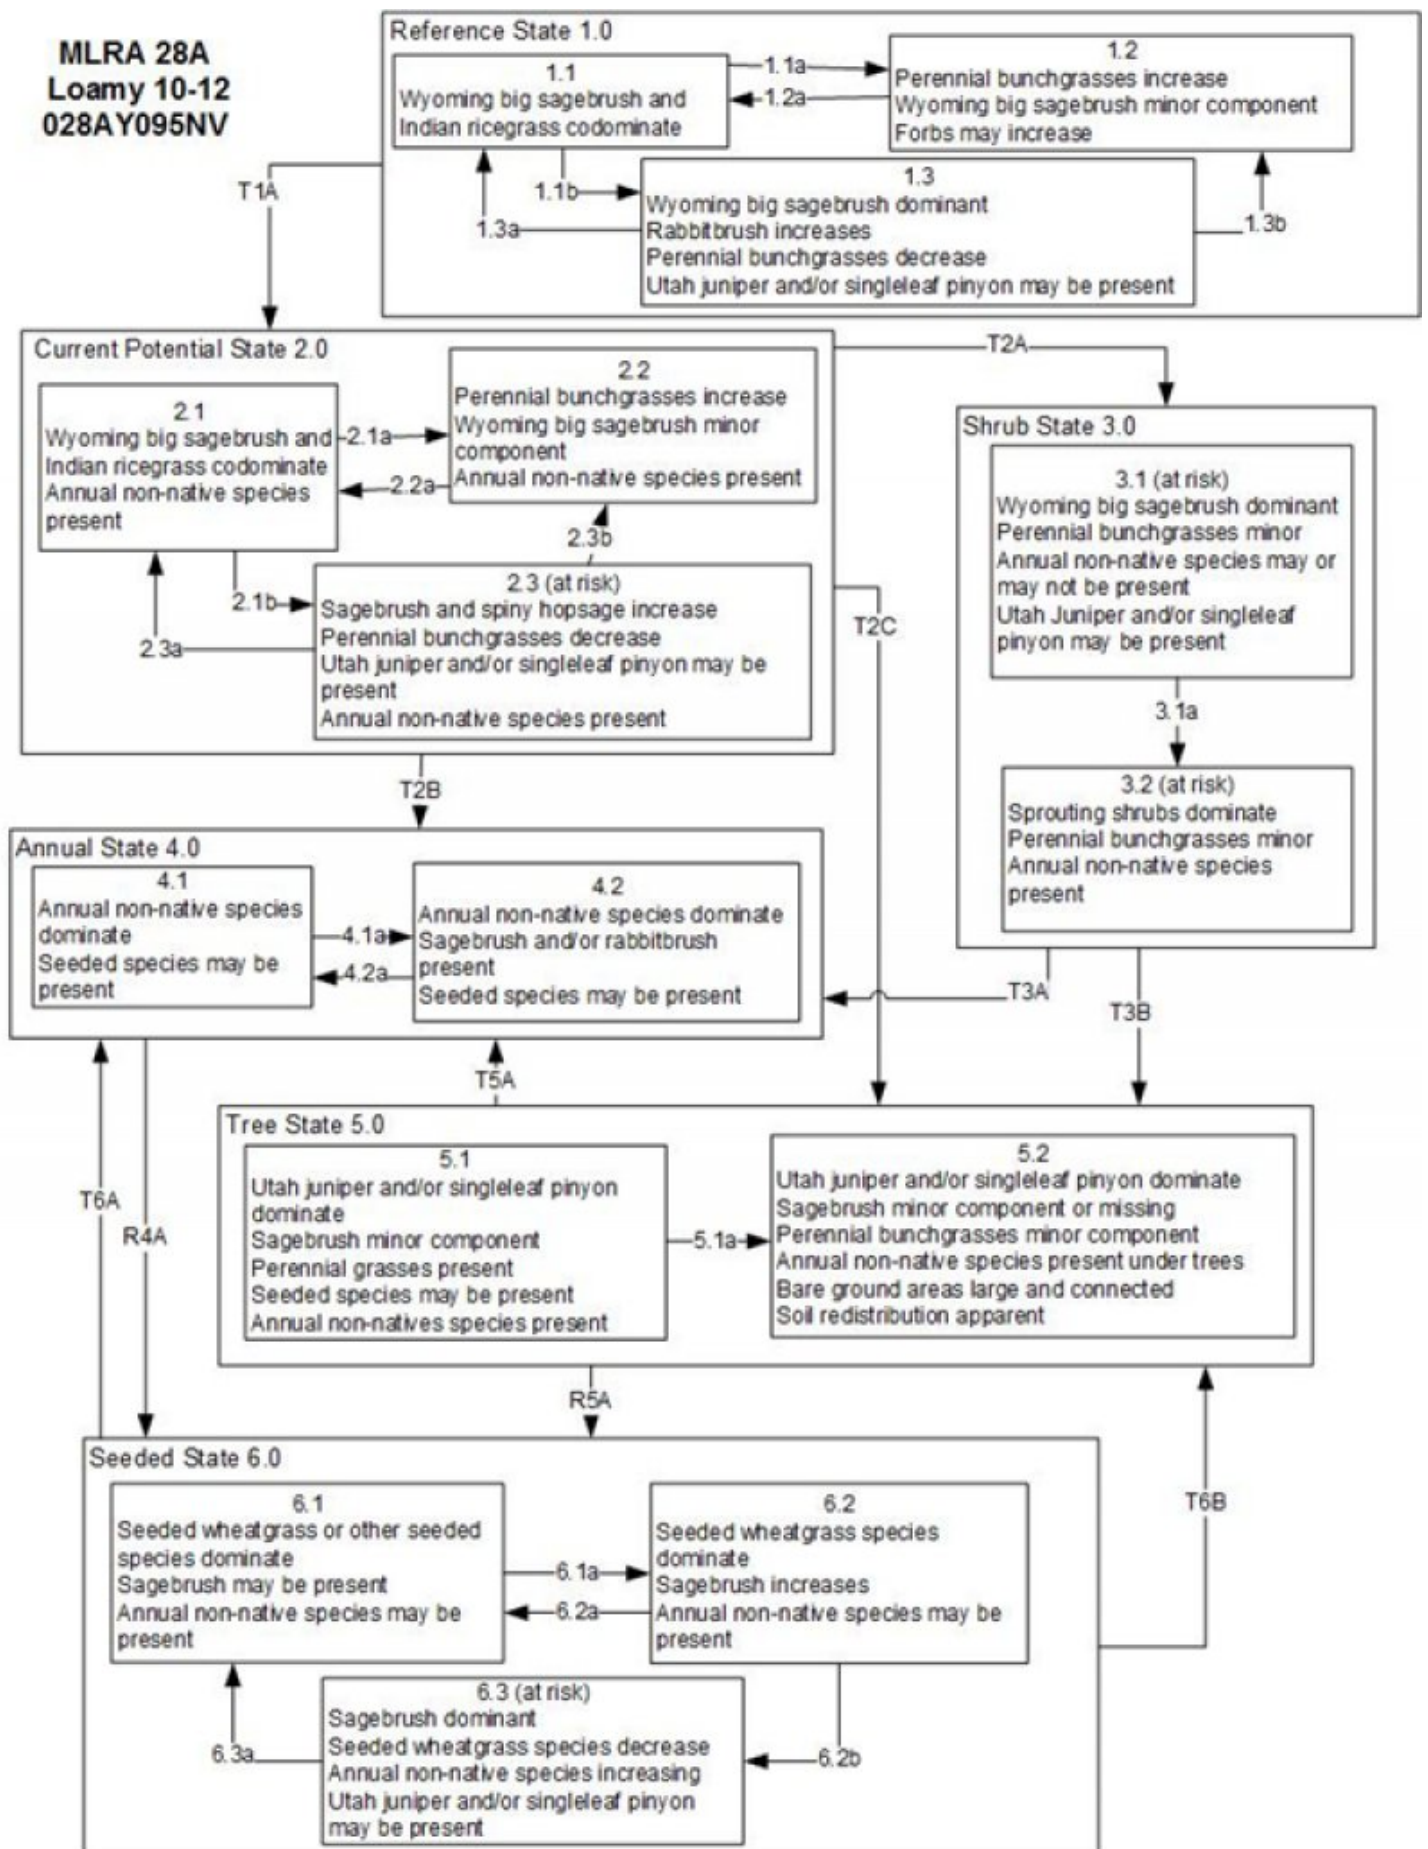 MLRA 28A
Loamy 10-12
028AY095NV
Reference State 1.0
1.1
Wyoming big sagebrush and
Indian ricegrass codominate
1.1a
1.2a
1.2
Perennial bunchgrasses increase
Wyoming big sagebrush minor component
Forbs may increase
1.1b
1.3a
1.3
Wyoming big sagebrush dominant
Rabbitbrush increases
Perennial bunchgrasses decrease
Utah juniper and/or singleleaf pinyon may be present
1.3b
T1A
Current Potential State 2.0
2.1
Wyoming big sagebrush and
Indian ricegrass codominate
Annual non-native species
present
2.1a
2.2a
2.2
Perennial bunchgrasses increase
Wyoming big sagebrush minor
component
Annual non-native species present
2.3b
2.1b
2.3a
2.3 (at risk)
Sagebrush and spiny hopsage increase
Perennial bunchgrasses decrease
Utah juniper and/or singleleaf pinyon may be
present
Annual non-native species present
T2A
T2C
T2B
Shrub State 3.0
3.1 (at risk)
Wyoming big sagebrush dominant
Perennial bunchgrasses minor
Annual non-native species may or
may not be present
Utah Juniper and/or singleleaf
pinyon may be present
3.1a
3.2 (at risk)
Sprouting shrubs dominate
Perennial bunchgrasses minor
Annual non-native species
present
Annual State 4.0
4.1
Annual non-native species
dominate
Seeded species may be
present
4.1a
4.2a
4.2
Annual non-native species dominate
Sagebrush and/or rabbitbrush
present
Seeded species may be present
T3A
T3B
T5A
Tree State 5.0
5.1
Utah juniper and/or singleleaf pinyon
dominate
Sagebrush minor component
Perennial grasses present
Seeded species may be present
Annual non-natives species present
5.1a
5.2
Utah juniper and/or singleleaf pinyon dominate
Sagebrush minor component or missing
Perennial bunchgrasses minor component
Annual non-native species present under trees
Bare ground areas large and connected
Soil redistribution apparent
T6A
R4A
R5A
T6B
Seeded State 6.0
6.1
Seeded wheatgrass or other seeded
species dominate
Sagebrush may be present
Annual non-native species may be
present
6.1a
6.2a
6.2
Seeded wheatgrass species
dominate
Sagebrush increases
Annual non-native species may be
present
6.3a
6.3 (at risk)
Sagebrush dominant
Seeded wheatgrass species decrease
Annual non-native species increasing
Utah juniper and/or singleleaf pinyon
may be present
6.2b